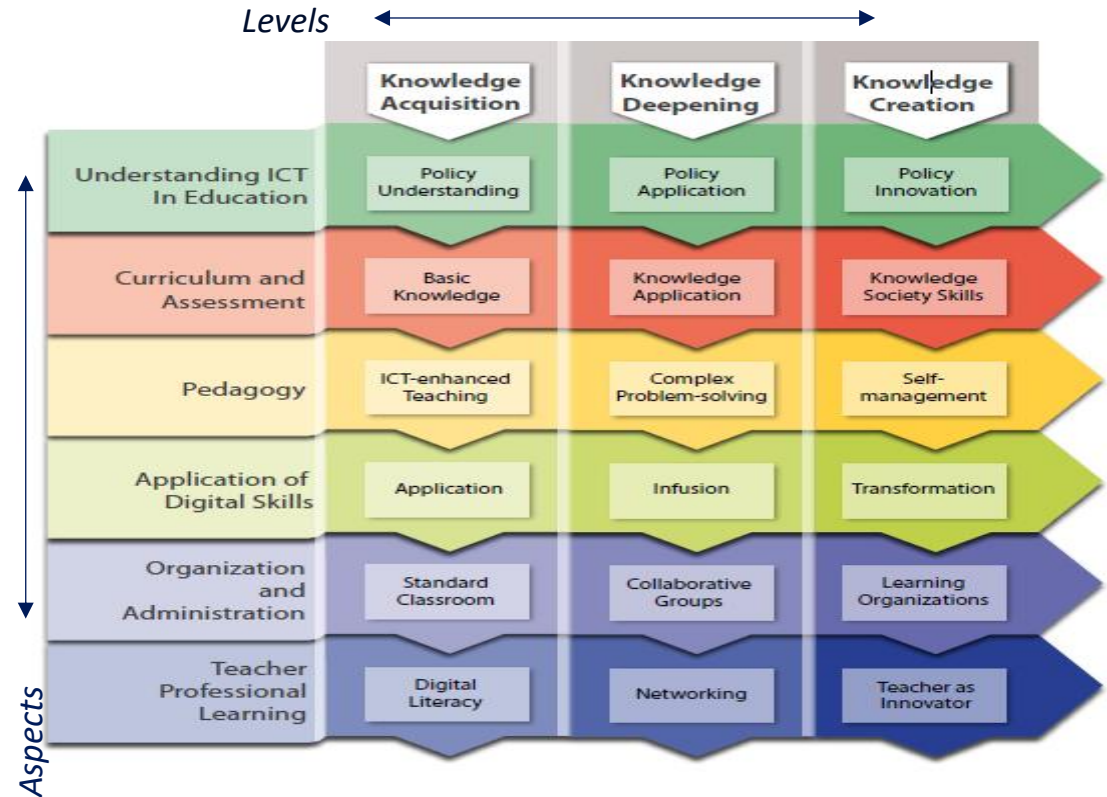 Levels
Knowledge
Acquisition
Knowledge
Deepening
Knowledge
Creation
Understanding ICT
In Education
Policy
Understanding
Policy
Application
Policy
Innovation
Curriculum and
Assessment
Basic
Knowledge
Knowledge
Application
Knowledge
Society Skills
Pedagogy
ICT-enhanced
Teaching
Complex
Problem-solving
Self-
management
Application of
Digital Skills
Application
Infusion
Transformation
Organization
and
Administration
Standard
Classroom
Collaborative
Groups
Learning
Organizations
Teacher
Professional
Learning
Digital
Literacy
Networking
Teacher as
Innovator
Aspects